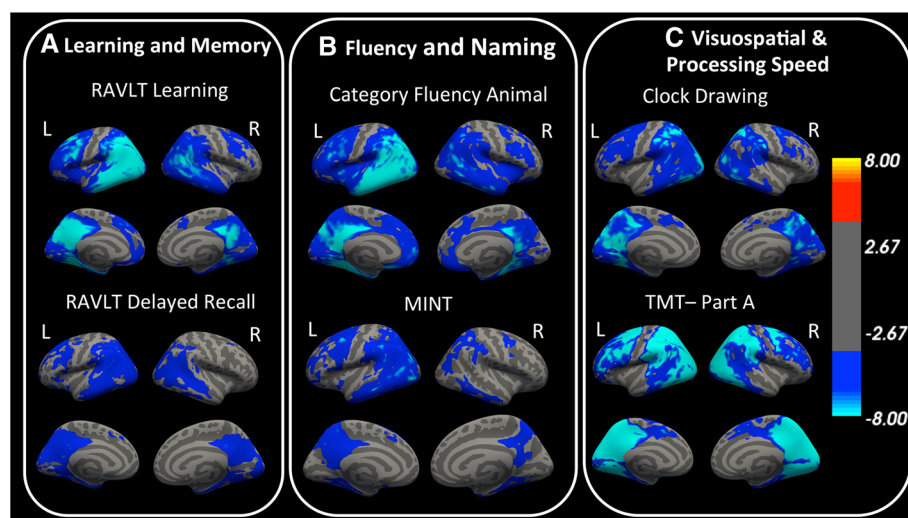 A Learning and Memory
RAVLT Learning
L
R
RAVLT Delayed Recall
L
R
B Fluency and Naming
Category Fluency Animal
L
R
MINT
L
R
C Visuospatial &
Processing Speed
Clock Drawing
L
R
TMT– Part A
L
R
8.00
2.67
-2.67
-8.00